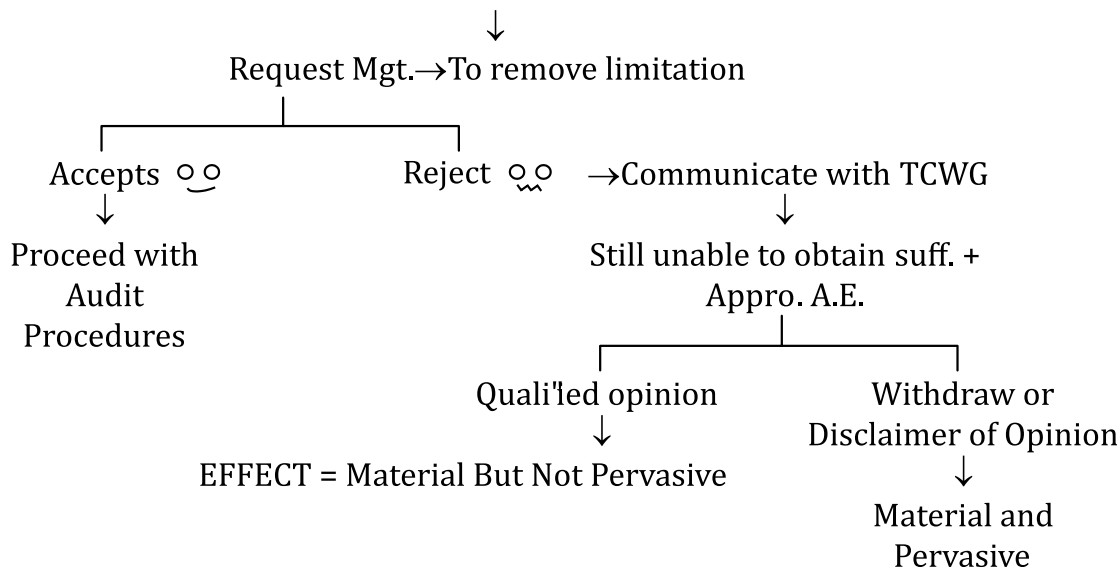 ↓
Request Mgt.→To remove limitation
Accepts
Reject →Communicate with TCWG
↓ ↓
Proceed with
Audit
Procedures
Still unable to obtain suff. +
Appro. A.E.
Quali"led opinion
↓
EFFECT = Material But Not Pervasive
Withdraw or
Disclaimer of Opinion
↓
Material and
Pervasive